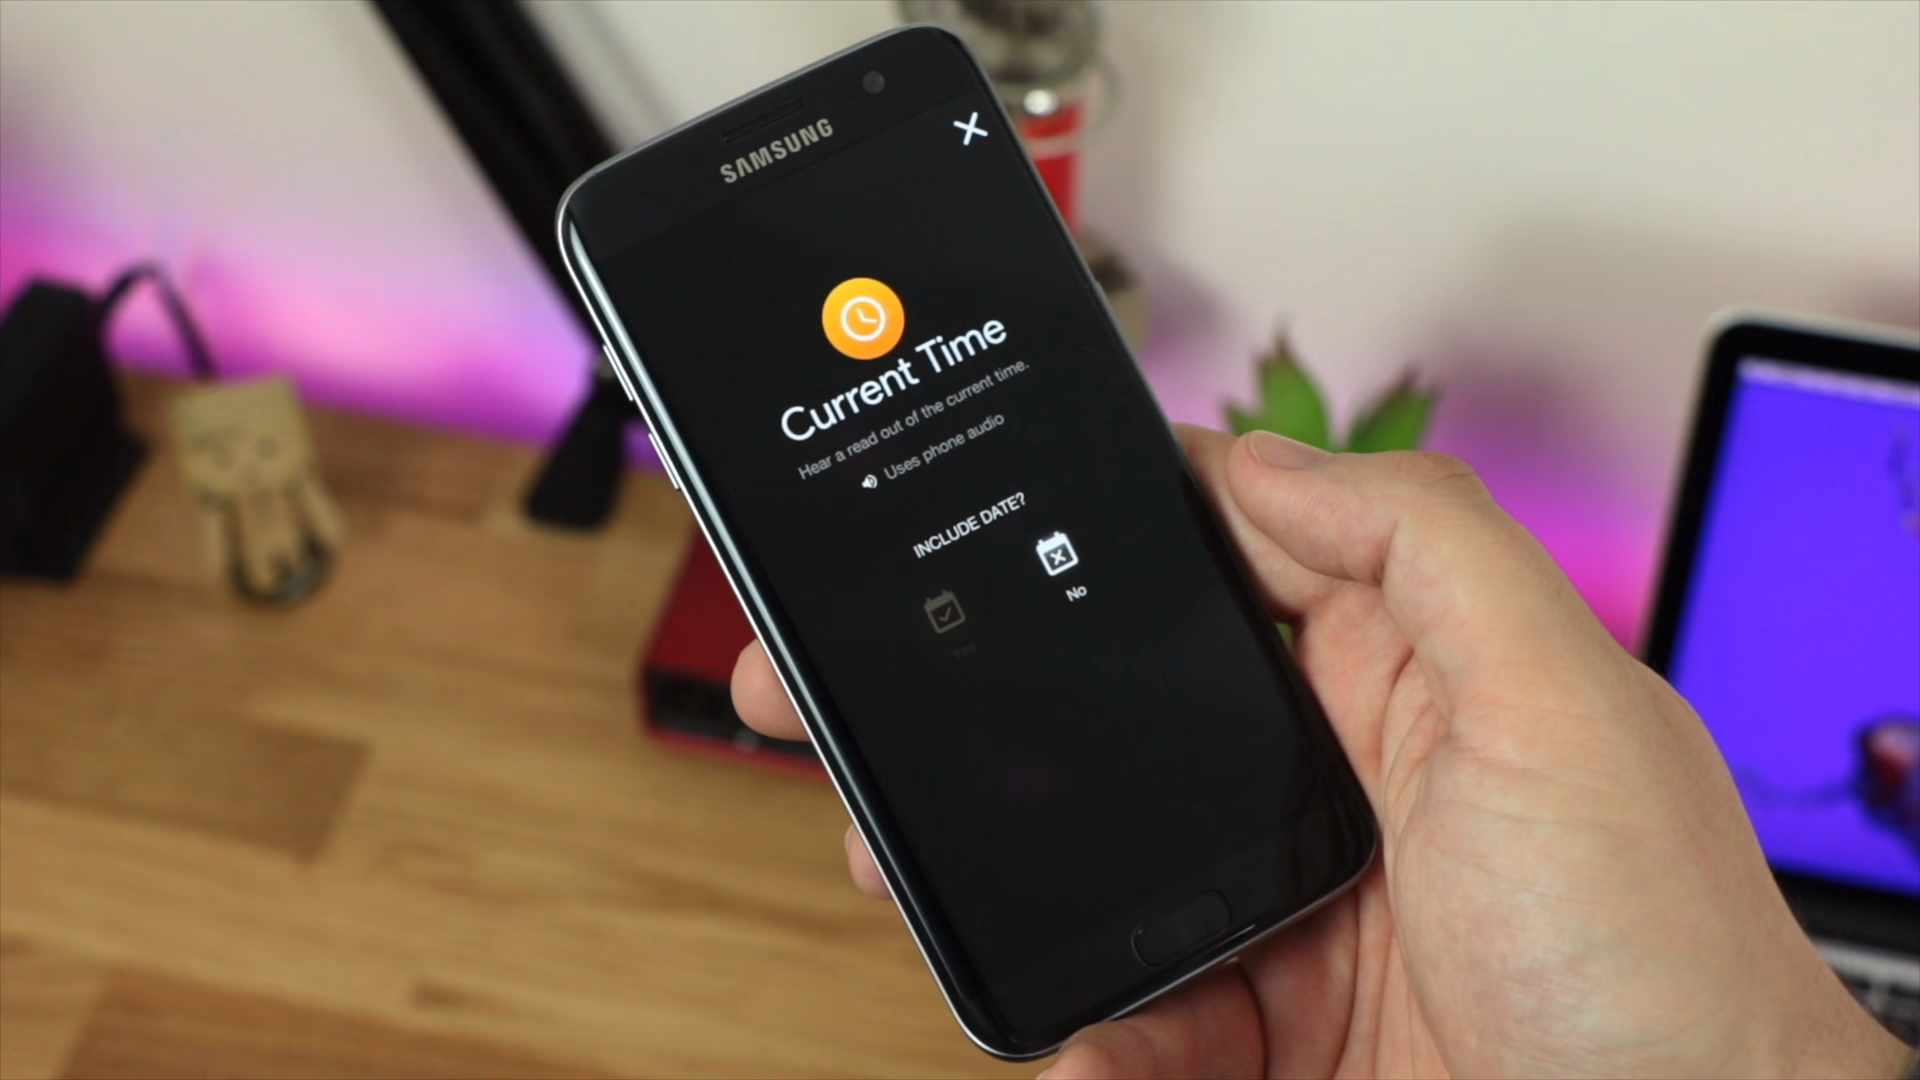 SAMSUNG
Current Time
Hear a read out of the current time.
Uses phone audio
INCLUDE DATE?
Yes
No